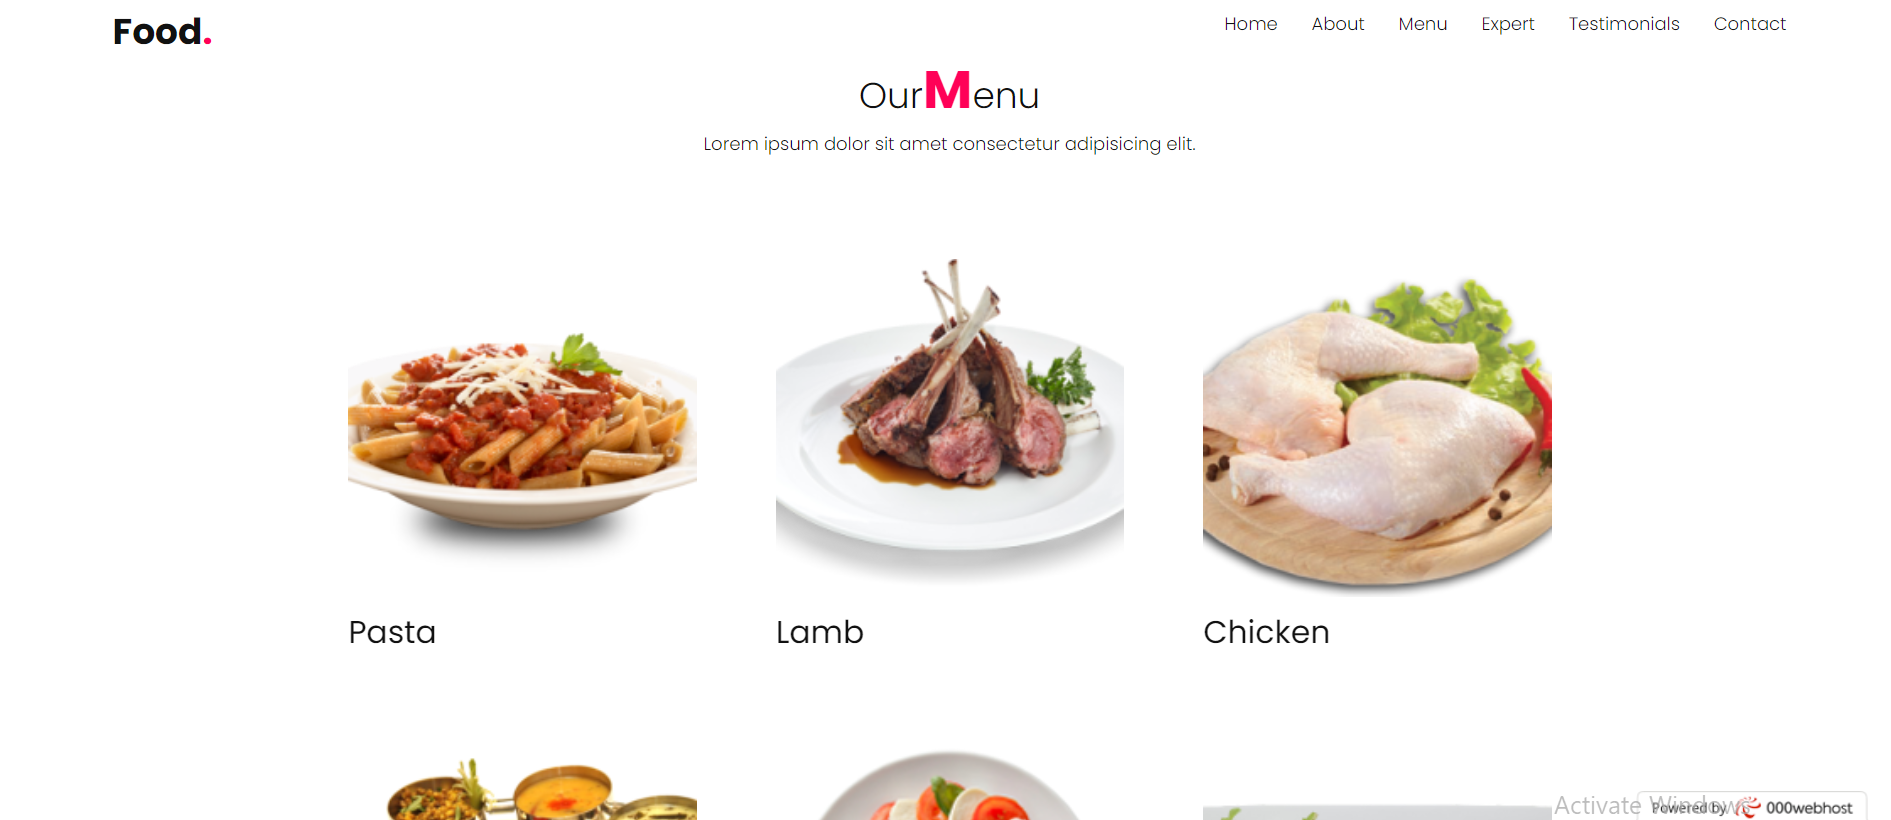 Food.
Home About Menu Expert Testimonials Contact
OurMenu
Lorem ipsum dolor sit amet consectetur adipisicing elit.
Pasta
Lamb
Chicken
Activate Windows
Powered by 000webhost